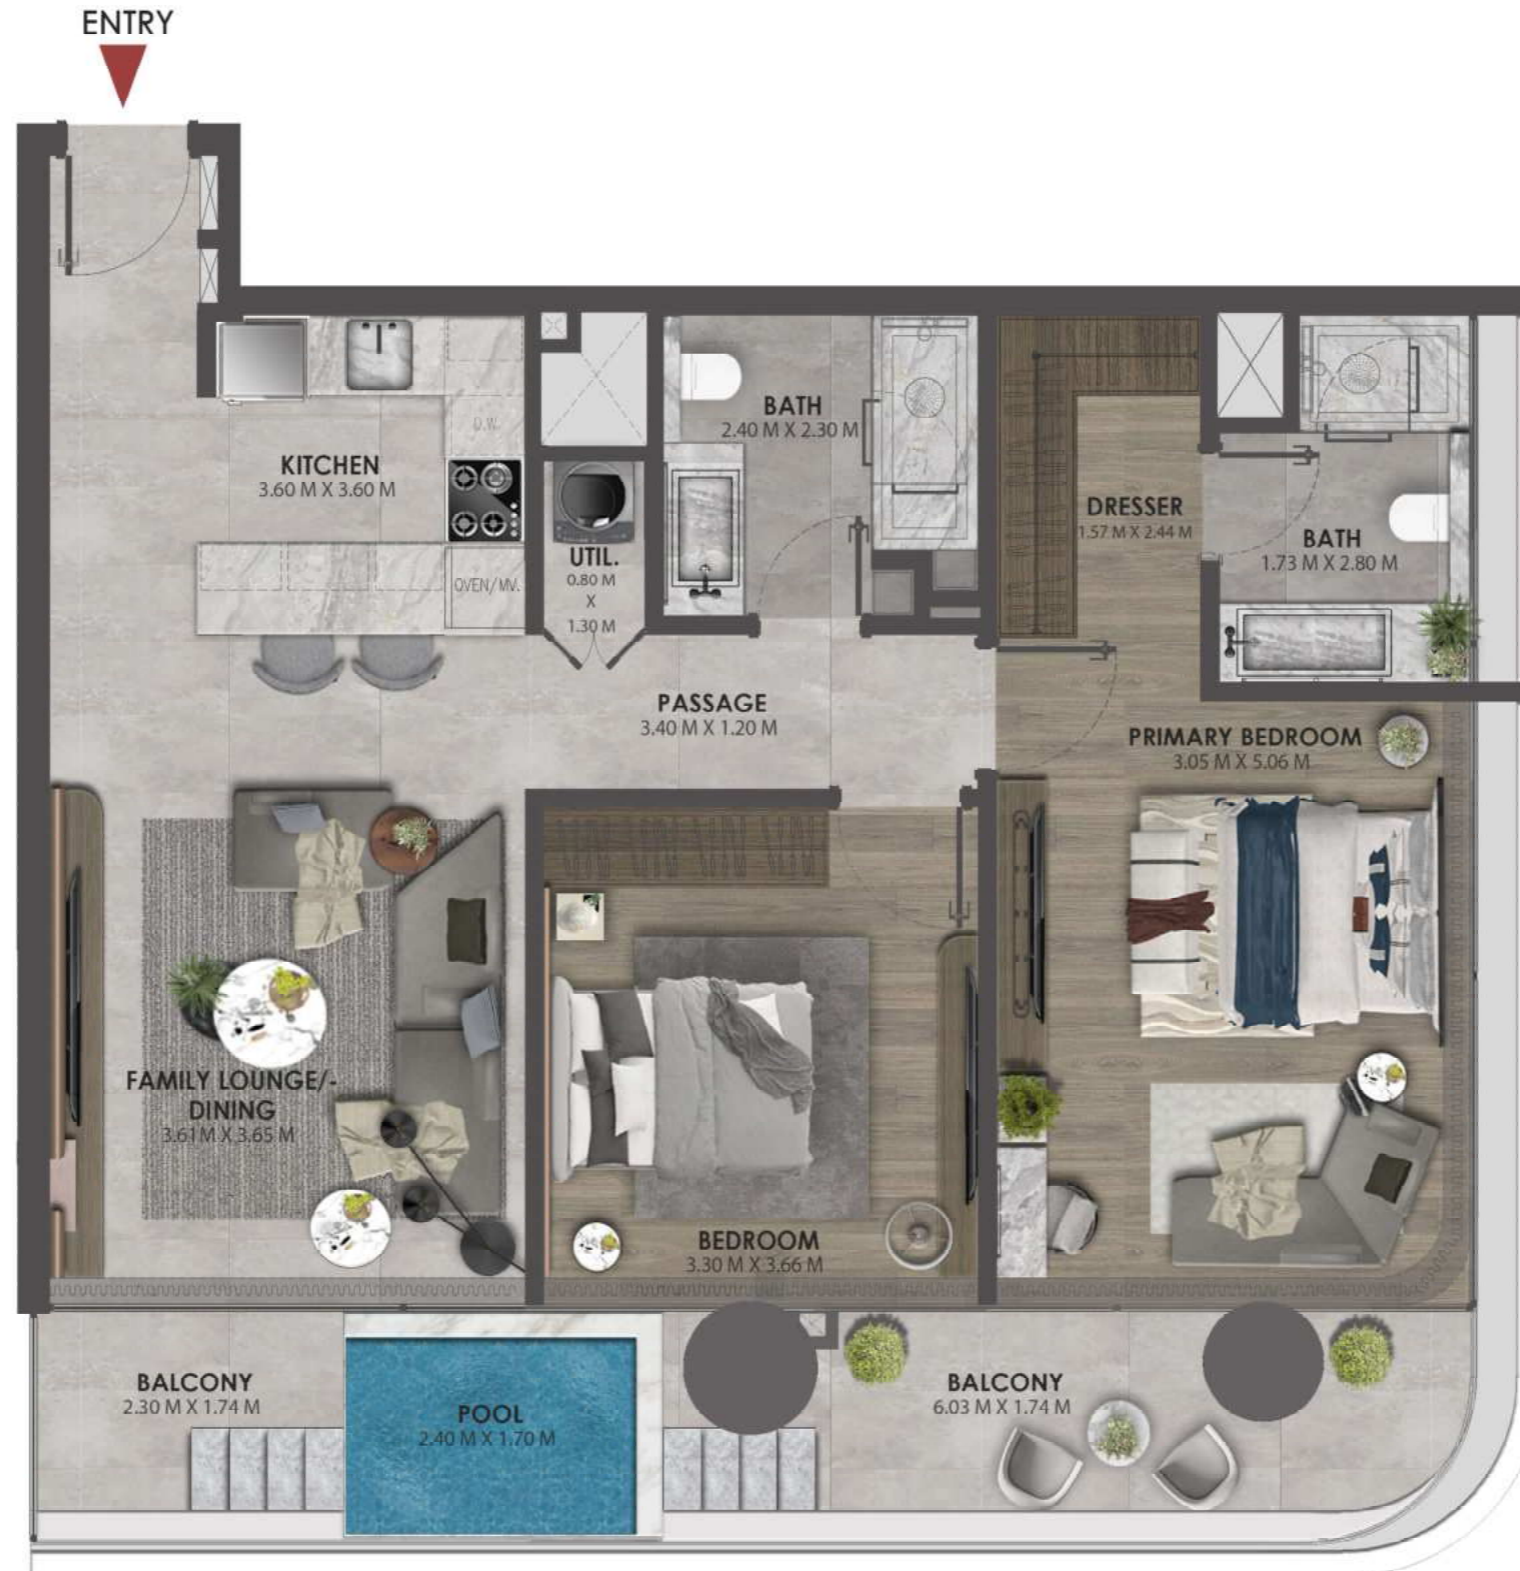 ENTRY
KITCHEN
3.60 M X 3.60 M
D.W.
OVEN/MV.
UTIL.
0.80 M
X
1.30 M
BATH
2.40 M X 2.30 M
DRESSER
1.57 M X 2.44 M
BATH
1.73 M X 2.80 M
PASSAGE
3.40 M X 1.20 M
PRIMARY BEDROOM
3.05 M X 5.06 M
FAMILY LOUNGE/-
DINING
3.61M X 3.65 M
BEDROOM
3.30 M X 3.66 M
BALCONY
2.30 M X 1.74 M
POOL
2.40 M X 1.70 M
BALCONY
6.03 M X 1.74 M